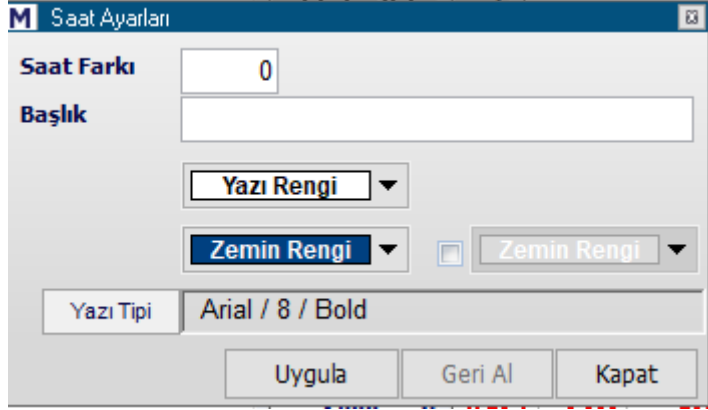 M Saat Ayarları
Saat Farkı 0
Başlık
Yazı Rengi
Zemin Rengi Zemin Rengi
Yazı Tipi Arial / 8 / Bold
Uygula Geri Al Kapat